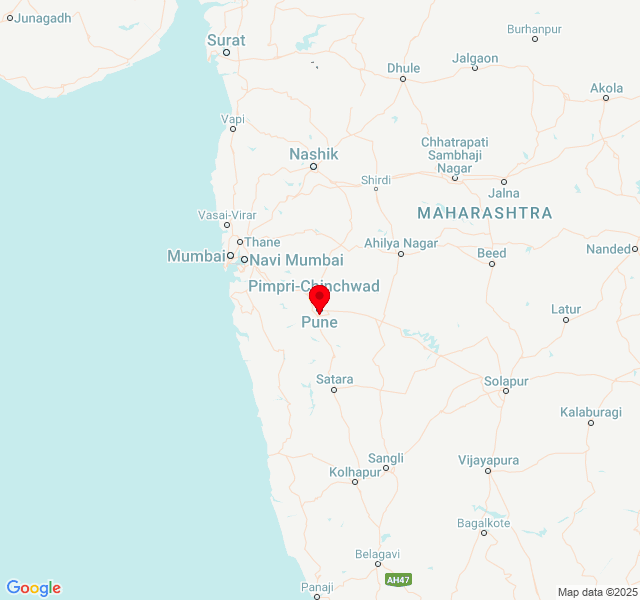 Junagadh
Burhanpur
Surat
Jalgaon
Dhule
Akola
Vapi
Chhatrapati
Sambhaji
Nagar
Nashik
Shirdi
Jalna
Vasai-Virar
MAHARASHTRA
Thane
Ahilya Nagar
Nanded
Mumbai
Navi Mumbai
Beed
Pimpri-Chinchwad
Latur
Pune
Satara
Solapur
Kalaburagi
Sangli
Vijayapura
Kolhapur
Bagalkote
Belagavi
AH47
Panaji
Google
Map data ©2025